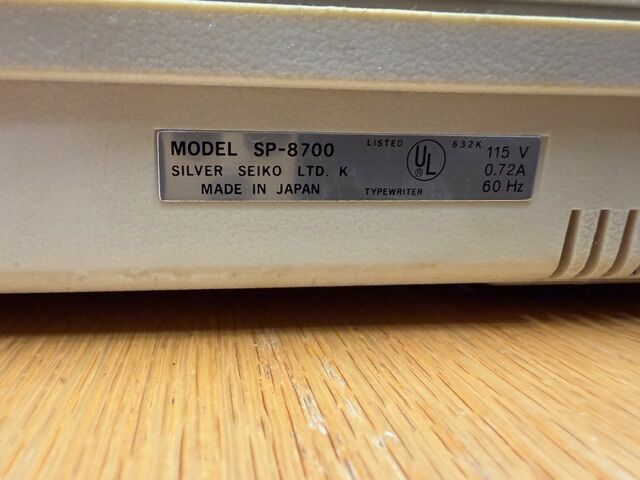 MODEL SP-8700
SILVER SEIKO LTD. K
MADE IN JAPAN
LISTED
632K
UL
TYPEWRITER
115 V
0.72A
60 Hz